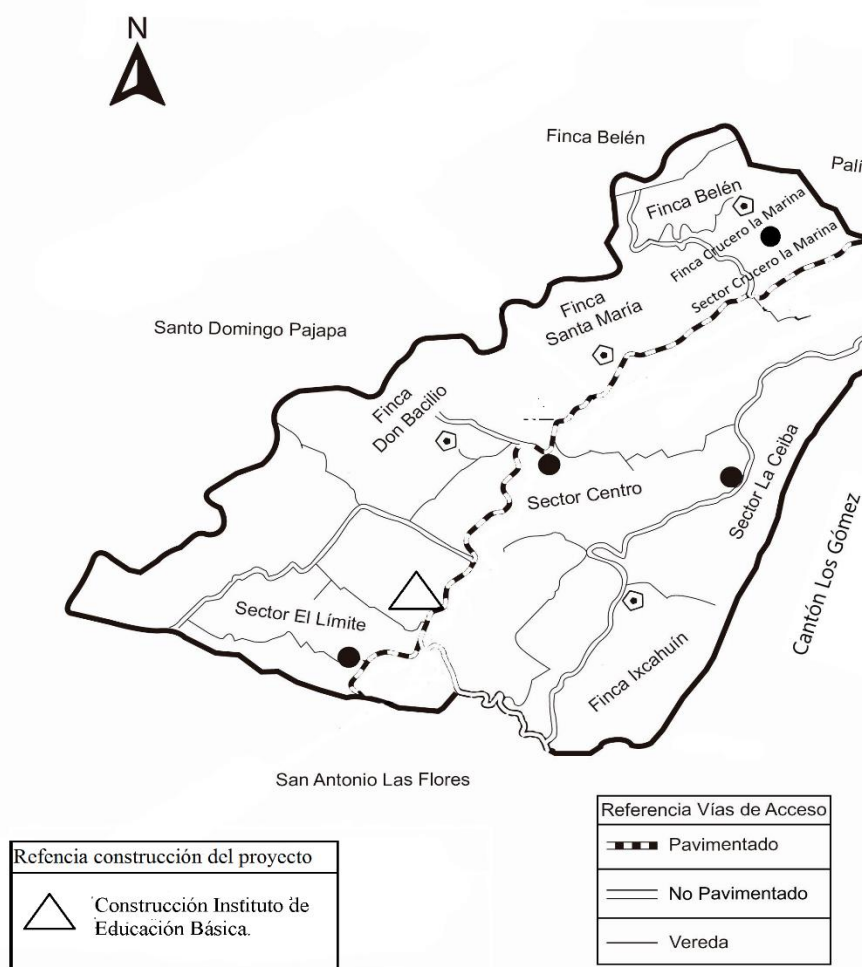 N
Finca Belén
Palí
Finca Belén
Finca Crucero la Marina
Sector Crucero la Marina
Finca
Santa María
Santo Domingo Pajapa
Finca
Don Bacilio
Sector Centro
Sector La Ceiba
Cantón Los Gómez
Sector El Límite
Finca Ixcahuín
San Antonio Las Flores
Referencia Vías de Acceso
Pavimentado
No Pavimentado
Vereda
Refencia construcción del proyecto
Construcción Instituto de
Educación Básica.